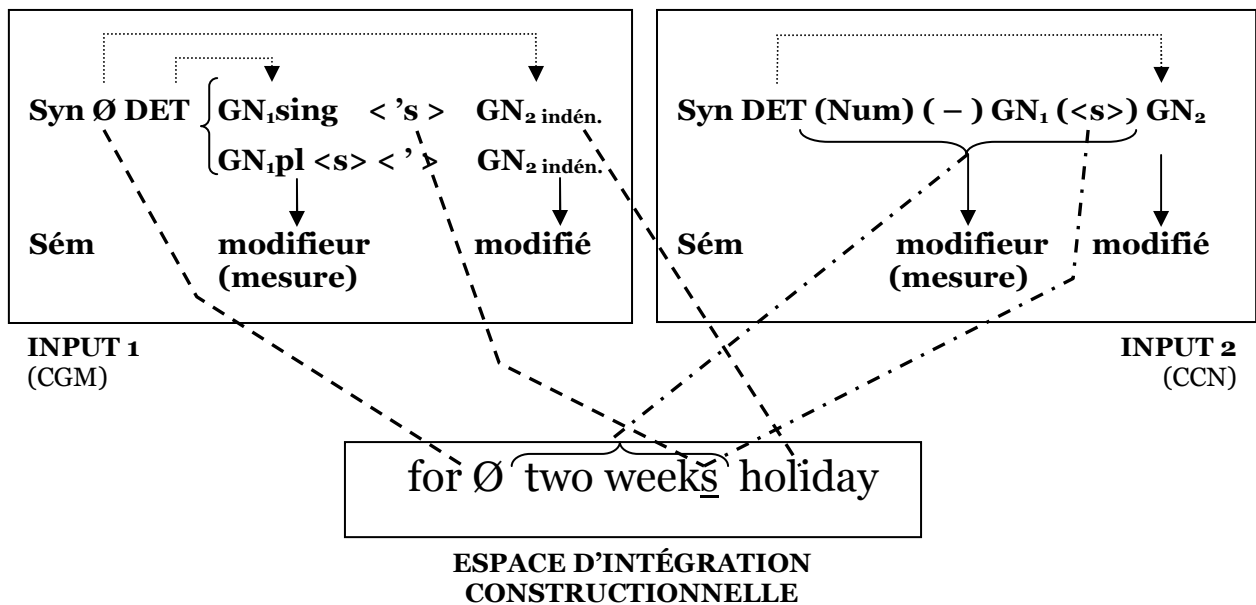 Syn Ø DET GN₁sing < ’s > GN₂ indén.
GN₁pl <s> < ’ > GN₂ indén.
Sém modifieur modifié
(mesure)
INPUT 1
(CGM)
Syn DET (Num) ( – ) GN₁ (<s>) GN₂
Sém modifieur modifié
(mesure)
INPUT 2
(CCN)
for Ø two weeks holiday
ESPACE D’INTÉGRATION
CONSTRUCTIONNELLE